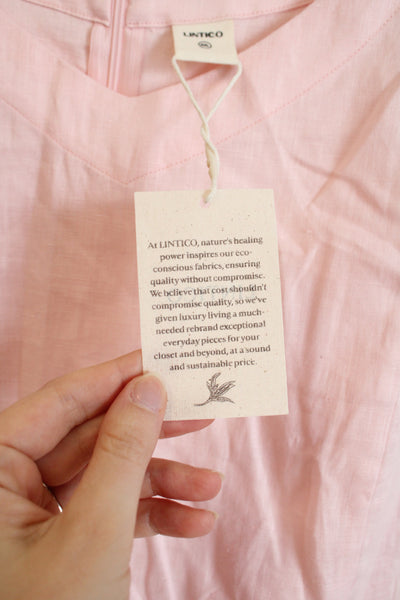 LINTICO
At LINTICO, nature's healing
power inspires our eco-
conscious fabrics, ensuring
quality without compromise.
We believe that cost shouldn't
compromise quality, so we've
given luxury living a much-
needed rebrand exceptional
everyday pieces for your
closet and beyond, at a sound
and sustainable price.